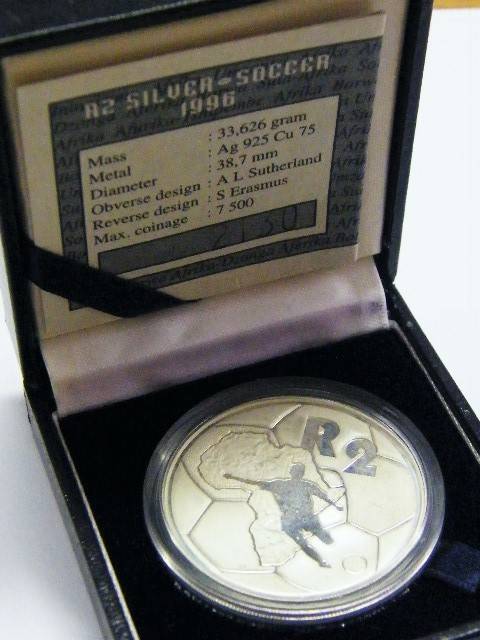 R2 SILVER-SOCCER
1996
Mass : 33,626 gram
Metal : Ag 925 Cu 75
Diameter : 38,7 mm
Obverse design : A L Sutherland
Reverse design : S Erasmus
Max. coinage : 7 500
2130
R2